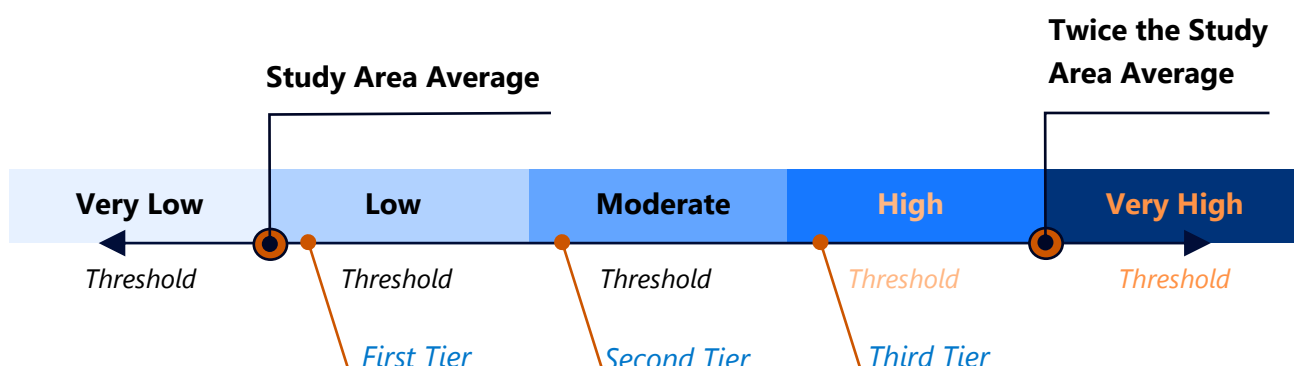 Twice the Study
Area Average
Study Area Average
Very Low
Low
Moderate
High
Very High
Threshold
Threshold
Threshold
Threshold
Threshold
First Tier
Second Tier
Third Tier